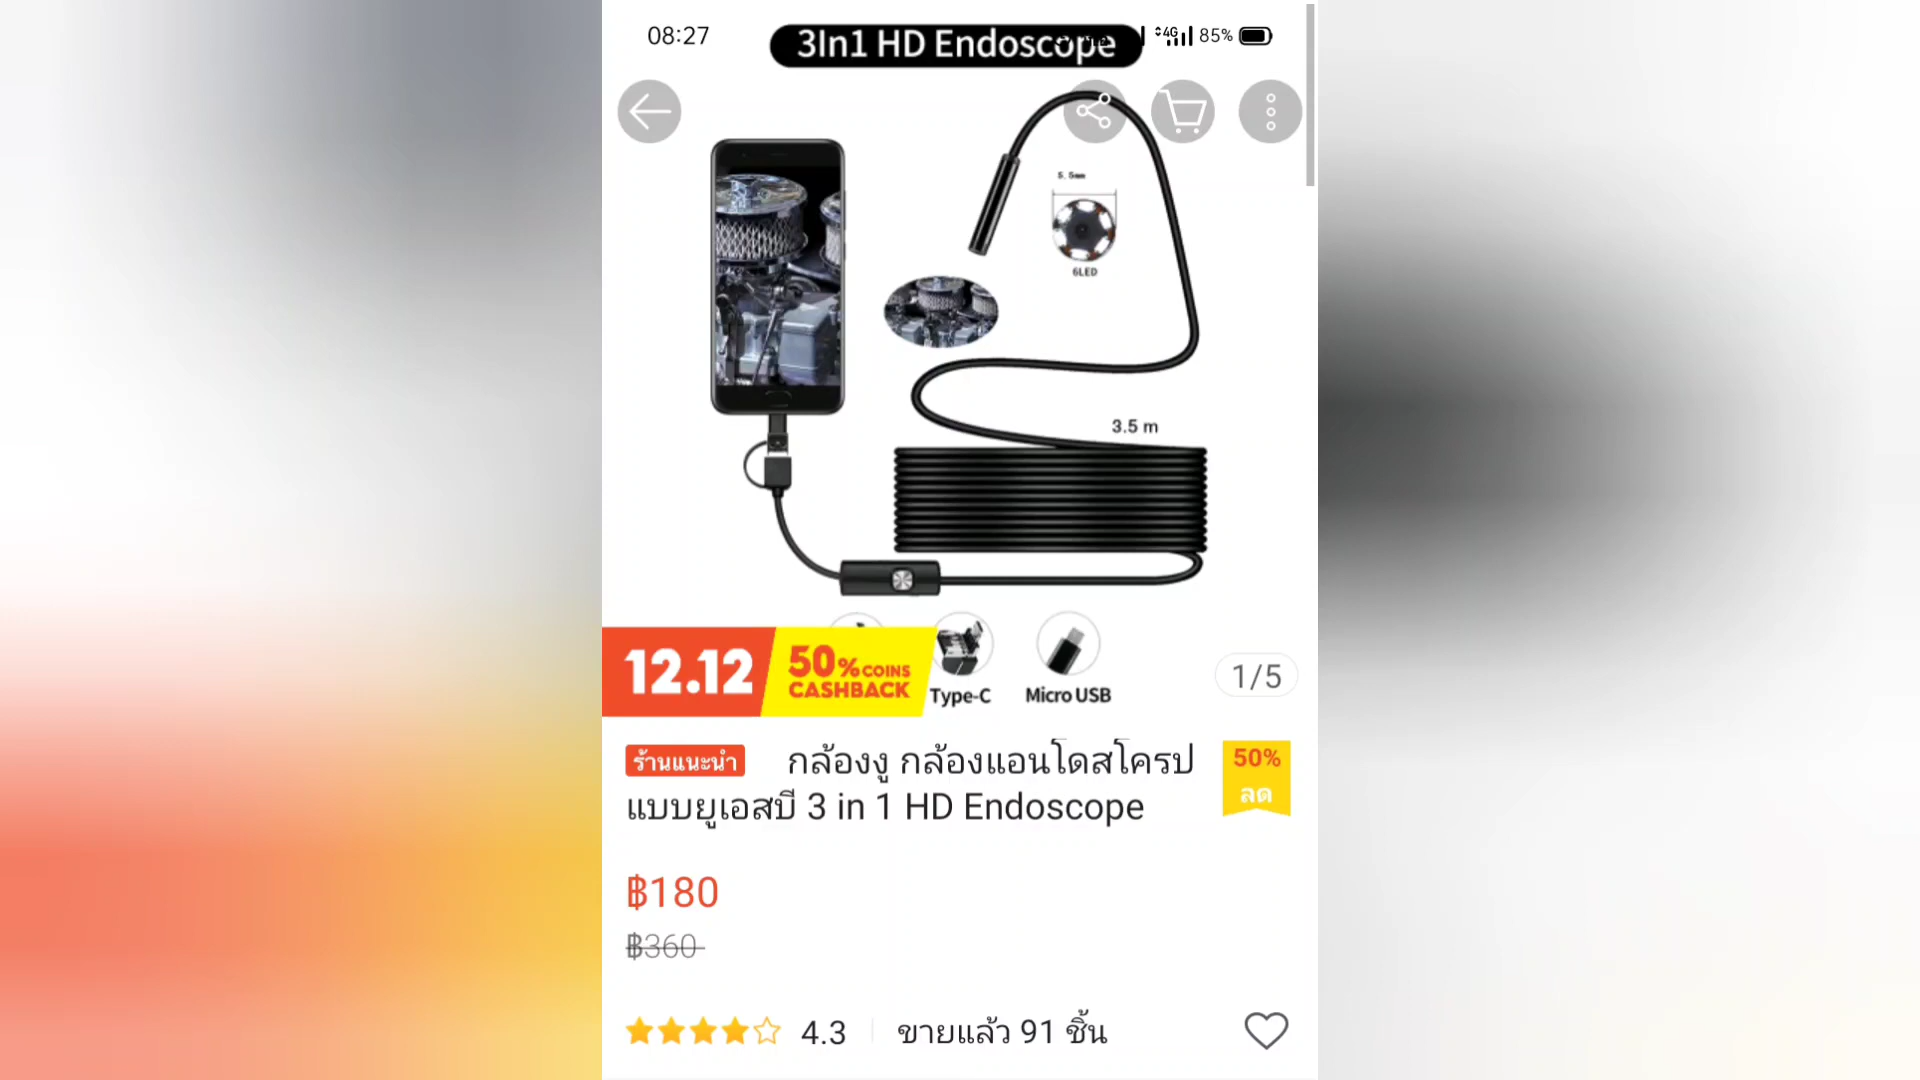 08:27
4G
85%
3In1 HD Endoscope
5.5mm
6LED
3.5 m
12.12
50% COINS
CASHBACK
Type-C
Micro USB
1/5
ร้านแนะนำ กล้องงู กล้องแอนโดสโครป
แบบยูเอสบี 3 in 1 HD Endoscope
50%
ลด
฿180
฿360
4.3
ขายแล้ว 91 ชิ้น